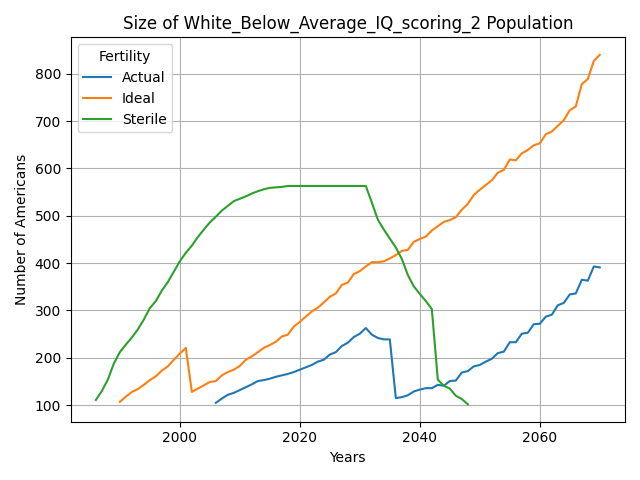 Size of White_Below_Average_IQ_scoring_2 Population
Fertility
Actual
Ideal
Sterile
Number of Americans
800
700
600
500
400
300
200
100
2000
2020
2040
2060
Years